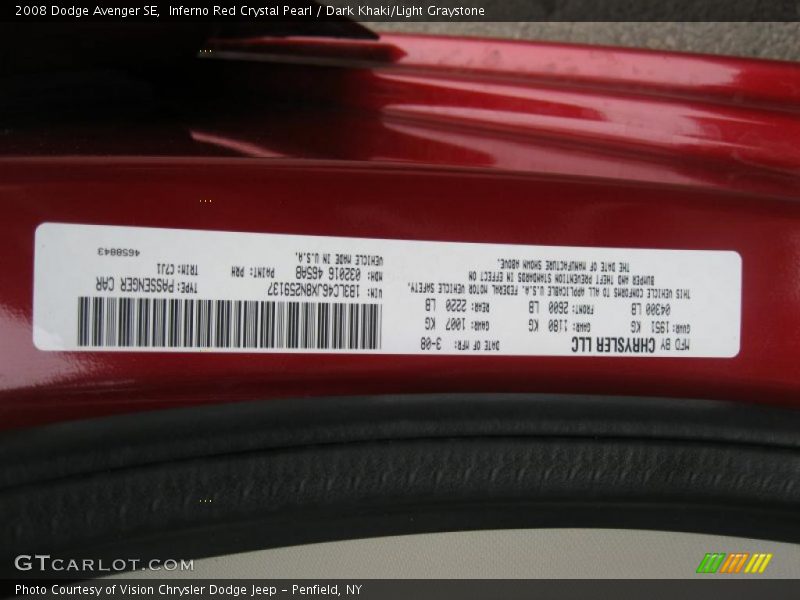 2008 Dodge Avenger SE,  Inferno Red Crystal Pearl / Dark Khaki/Light Graystone
MFD BY CHRYSLER LLC DATE OF MFR: 3-08
GVWR: 1951 KG GAWR: 1180 KG GAWR: 1007 KG
04300 LB FRONT: 2600 LB REAR: 2220 LB
THIS VEHICLE CONFORMS TO ALL APPLICABLE U.S.A. FEDERAL MOTOR VEHICLE SAFETY,
BUMPER AND THEFT PREVENTION STANDARDS IN EFFECT ON
THE DATE OF MANUFACTURE SHOWN ABOVE.
VIN: 1B3LC46JX8N259137 TYPE: PASSENGER CAR
MDH: 032016 465AB PAINT: PRH TRIM: C7J1
VEHICLE MADE IN U.S.A. 4658843
GTCARLOT.COM
Photo Courtesy of Vision Chrysler Dodge Jeep – Penfield, NY